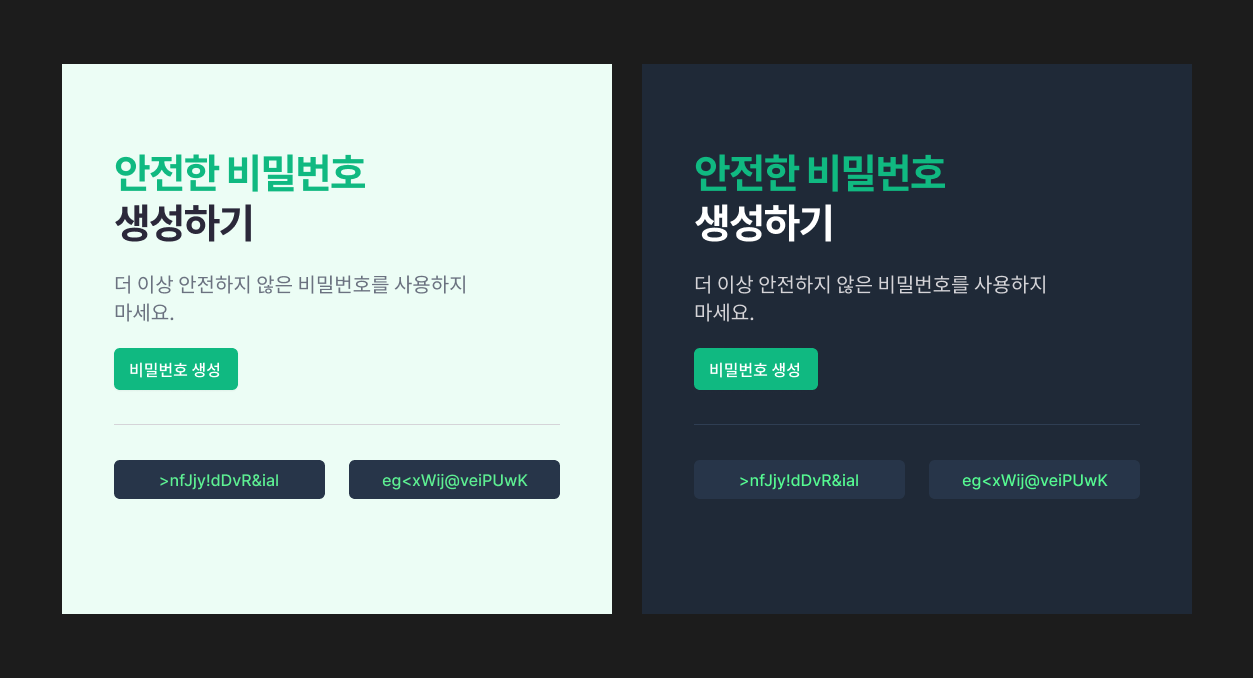 안전한 비밀번호
생성하기
더 이상 안전하지 않은 비밀번호를 사용하지
마세요.
비밀번호 생성
>nfJjy!dDvR&ial
eg<xWij@veiPUwK
안전한 비밀번호
생성하기
더 이상 안전하지 않은 비밀번호를 사용하지
마세요.
비밀번호 생성
>nfJjy!dDvR&ial
eg<xWij@veiPUwK